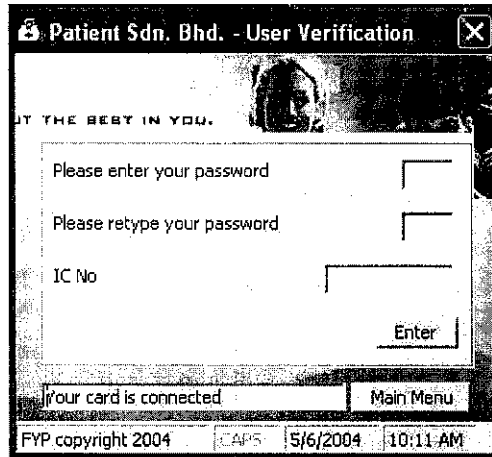 Patient Sdn. Bhd. - User Verification
UT THE BEST IN YOU.
Please enter your password
Please retype your password
IC No
Enter
Your card is connected
Main Menu
FYP copyright 2004 CAPS 5/6/2004 10:11 AM